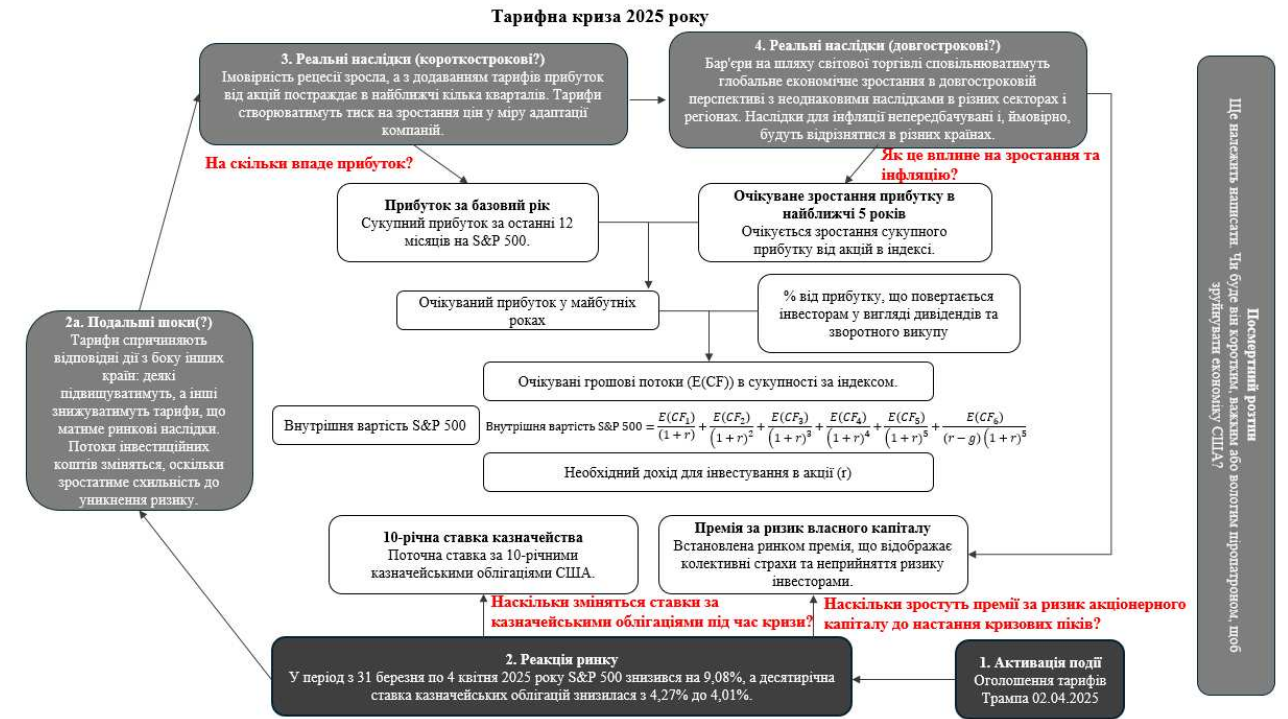 Тарифна криза 2025 року
3. Реальні наслідки (короткострокові?)
Імовірність рецесії зросла, а з додаванням тарифів прибуток
від акцій постраждає в найближчі кілька кварталів. Тарифи
створюватимуть тиск на зростання цін у міру адаптації
компаній.
4. Реальні наслідки (довгострокові?)
Бар'єри на шляху світової торгівлі сповільнюватимуть
глобальне економічне зростання в довгостроковій
перспективі з неоднаковими наслідками в різних секторах і
регіонах. Наслідки для інфляції непередбачувані і, ймовірно,
будуть відрізнятися в різних країнах.
На скільки впаде прибуток?
Як це вплине на зростання та
інфляцію?
Прибуток за базовий рік
Сукупний прибуток за останні 12
місяців на S&P 500.
Очікуване зростання прибутку в
найближчі 5 років
Очікується зростання сукупного
прибутку від акцій в індексі.
Очікуваний прибуток у майбутніх
роках
% від прибутку, що повертається
інвесторам у вигляді дивідендів та
зворотного викупу
Очікувані грошові потоки (E(CF)) в сукупності за індексом.
Внутрішня вартість S&P 500
Внутрішня вартість S&P 500 = E(CF₁)/(1+r) + E(CF₂)/(1+r)² + E(CF₃)/(1+r)³ + E(CF₄)/(1+r)⁴ + E(CF₅)/(1+r)⁵ + E(CF₆)/(r−g)(1+r)⁵
Необхідний дохід для інвестування в акції (r)
10-річна ставка казначейства
Поточна ставка за 10-річними
казначейськими облігаціями США.
Премія за ризик власного капіталу
Встановлена ринком премія, що відображає
колективні страхи та неприйняття ризику
інвесторами.
Наскільки зміняться ставки за
казначейськими облігаціями під час кризи?
Наскільки зростуть премії за ризик акціонерного
капіталу до настання кризових піків?
2. Реакція ринку
У період з 31 березня по 4 квітня 2025 року S&P 500 знизився на 9,08%, а десятирічна
ставка казначейських облігацій знизилася з 4,27% до 4,01%.
1. Активація події
Оголошення тарифів
Трампа 02.04.2025
2а. Подальші шоки(?)
Тарифи спричиняють
відповідні дії з боку інших
країн: деякі
підвищуватимуть, а інші
знижуватимуть тарифи, що
матиме ринкові наслідки.
Потоки інвестиційних
коштів зміняться, оскільки
зростатиме схильність до
уникнення ризику.
Посмертний розтин
Ще належить написати. Чи буде він коротким, важким або вологим піропатроном, щоб
зруйнувати економіку США?